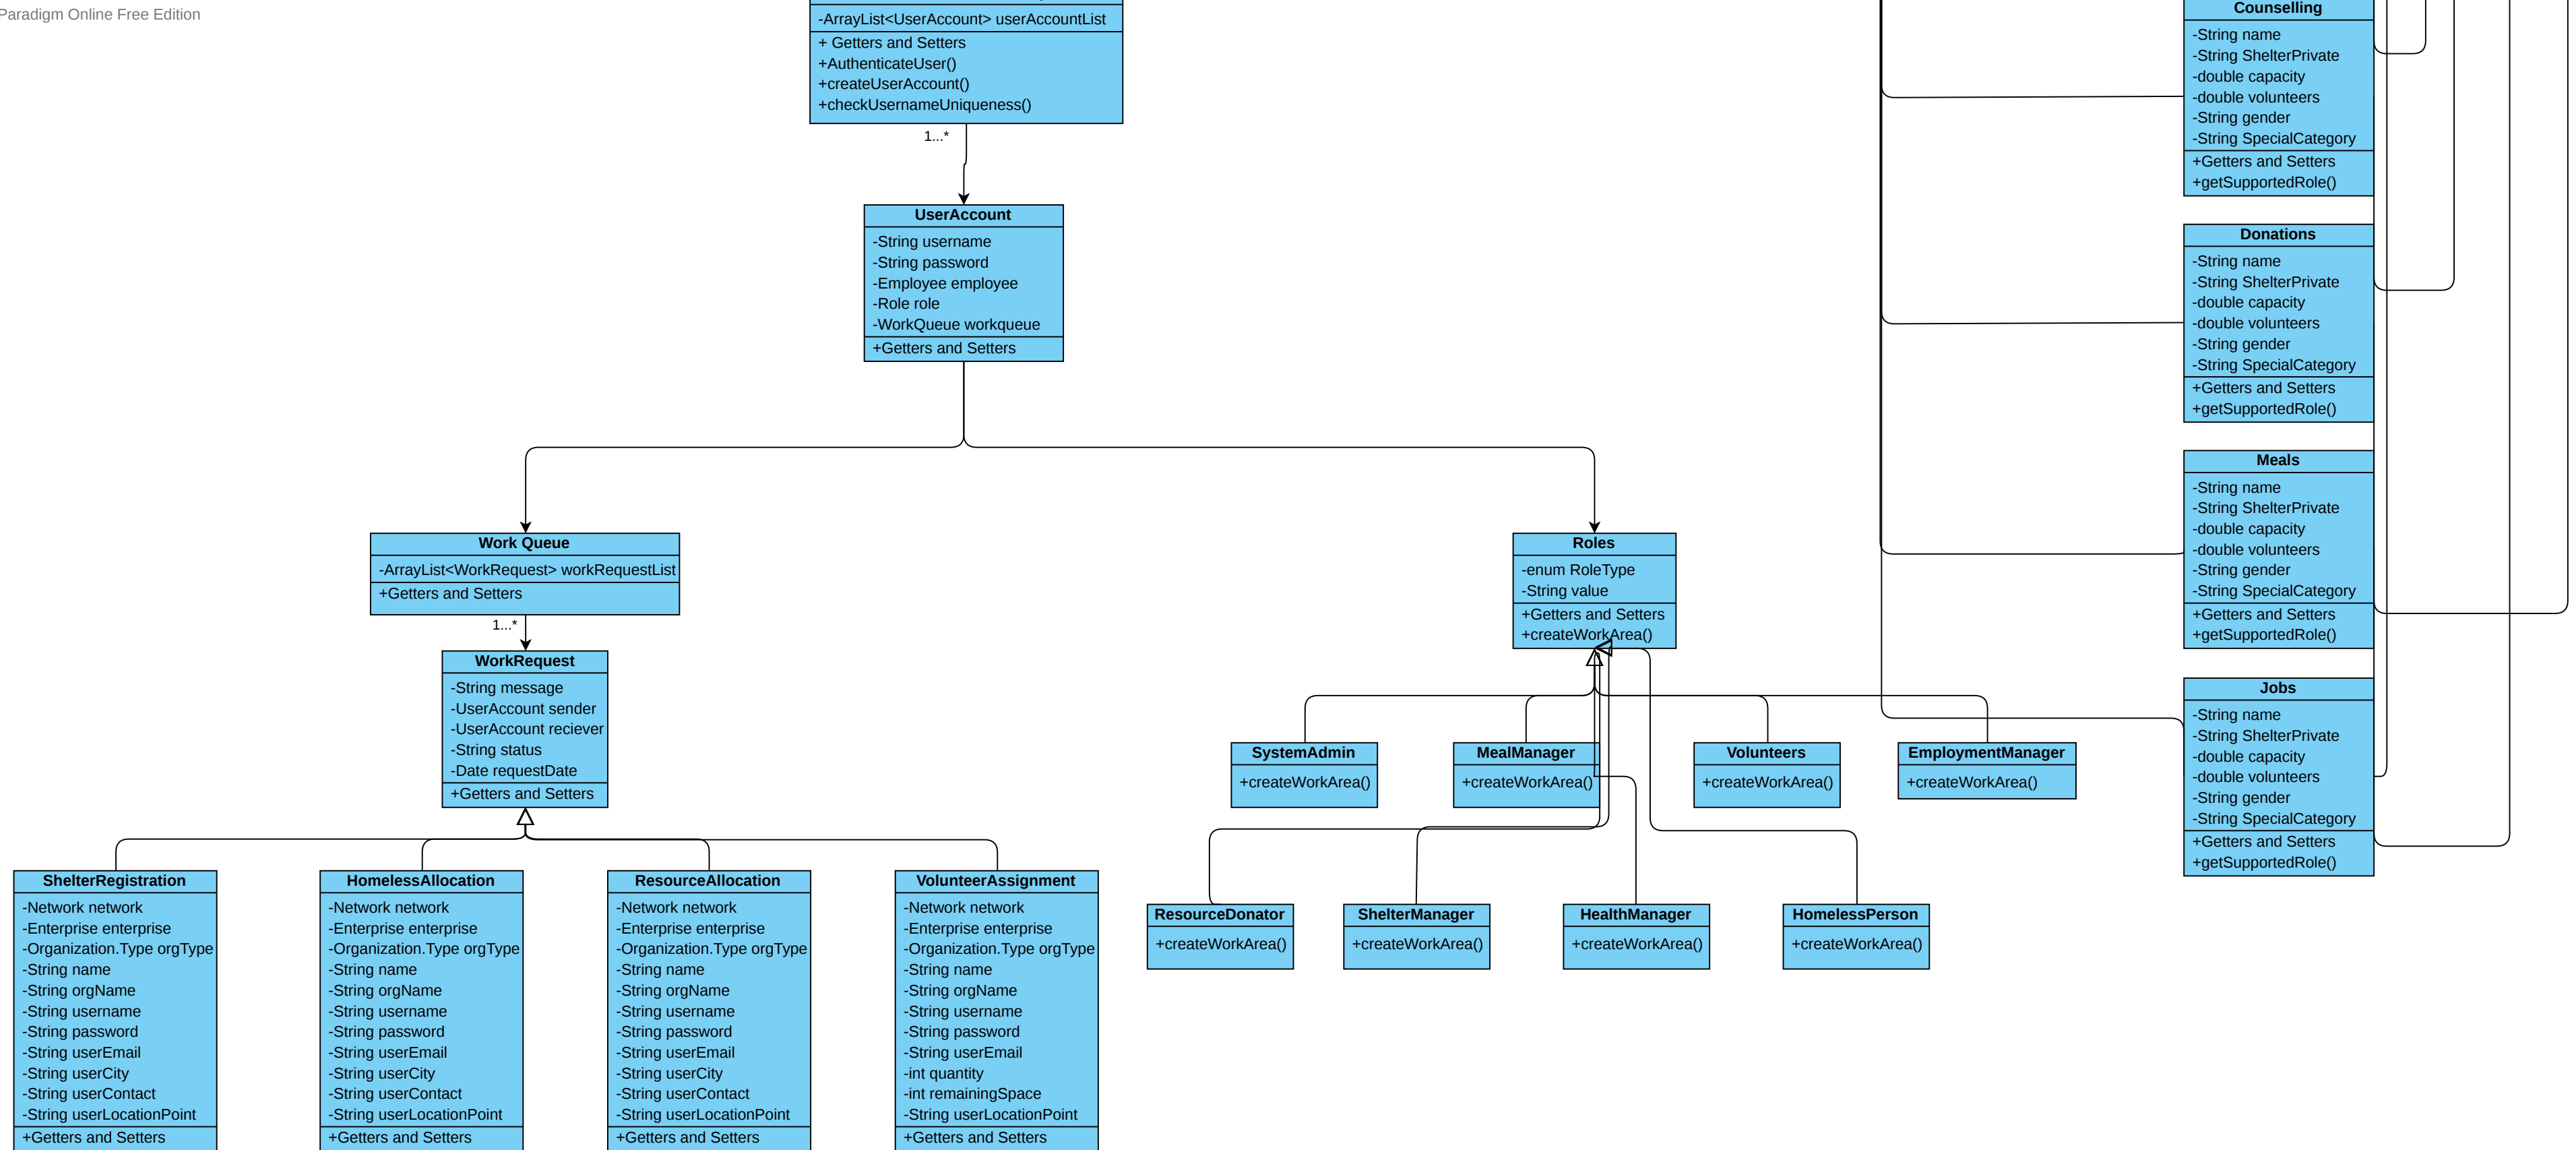 Paradigm Online Free Edition
-ArrayList<UserAccount> userAccountList
+ Getters and Setters
+AuthenticateUser()
+createUserAccount()
+checkUsernameUniqueness()
1...*
UserAccount
-String username
-String password
-Employee employee
-Role role
-WorkQueue workqueue
+Getters and Setters
Work Queue
-ArrayList<WorkRequest> workRequestList
+Getters and Setters
1...*
WorkRequest
-String message
-UserAccount sender
-UserAccount reciever
-String status
-Date requestDate
+Getters and Setters
ShelterRegistration
-Network network
-Enterprise enterprise
-Organization.Type orgType
-String name
-String orgName
-String username
-String password
-String userEmail
-String userCity
-String userContact
-String userLocationPoint
+Getters and Setters
HomelessAllocation
-Network network
-Enterprise enterprise
-Organization.Type orgType
-String name
-String orgName
-String username
-String password
-String userEmail
-String userCity
-String userContact
-String userLocationPoint
+Getters and Setters
ResourceAllocation
-Network network
-Enterprise enterprise
-Organization.Type orgType
-String name
-String orgName
-String username
-String password
-String userEmail
-String userCity
-String userContact
-String userLocationPoint
+Getters and Setters
VolunteerAssignment
-Network network
-Enterprise enterprise
-Organization.Type orgType
-String name
-String orgName
-String username
-String password
-String userEmail
-int quantity
-int remainingSpace
-String userLocationPoint
+Getters and Setters
Roles
-enum RoleType
-String value
+Getters and Setters
+createWorkArea()
SystemAdmin
+createWorkArea()
MealManager
+createWorkArea()
Volunteers
+createWorkArea()
EmploymentManager
+createWorkArea()
ResourceDonator
+createWorkArea()
ShelterManager
+createWorkArea()
HealthManager
+createWorkArea()
HomelessPerson
+createWorkArea()
Counselling
-String name
-String ShelterPrivate
-double capacity
-double volunteers
-String gender
-String SpecialCategory
+Getters and Setters
+getSupportedRole()
Donations
-String name
-String ShelterPrivate
-double capacity
-double volunteers
-String gender
-String SpecialCategory
+Getters and Setters
+getSupportedRole()
Meals
-String name
-String ShelterPrivate
-double capacity
-double volunteers
-String gender
-String SpecialCategory
+Getters and Setters
+getSupportedRole()
Jobs
-String name
-String ShelterPrivate
-double capacity
-double volunteers
-String gender
-String SpecialCategory
+Getters and Setters
+getSupportedRole()